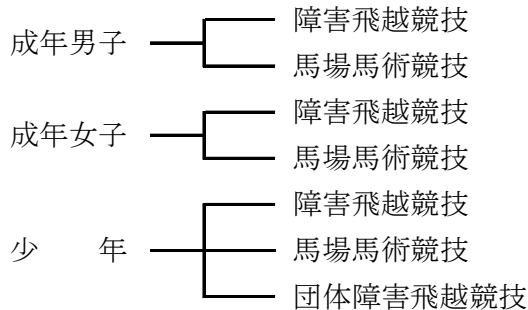 成年男子
障害飛越競技
馬場馬術競技
成年女子
障害飛越競技
馬場馬術競技
少　　年
障害飛越競技
馬場馬術競技
団体障害飛越競技